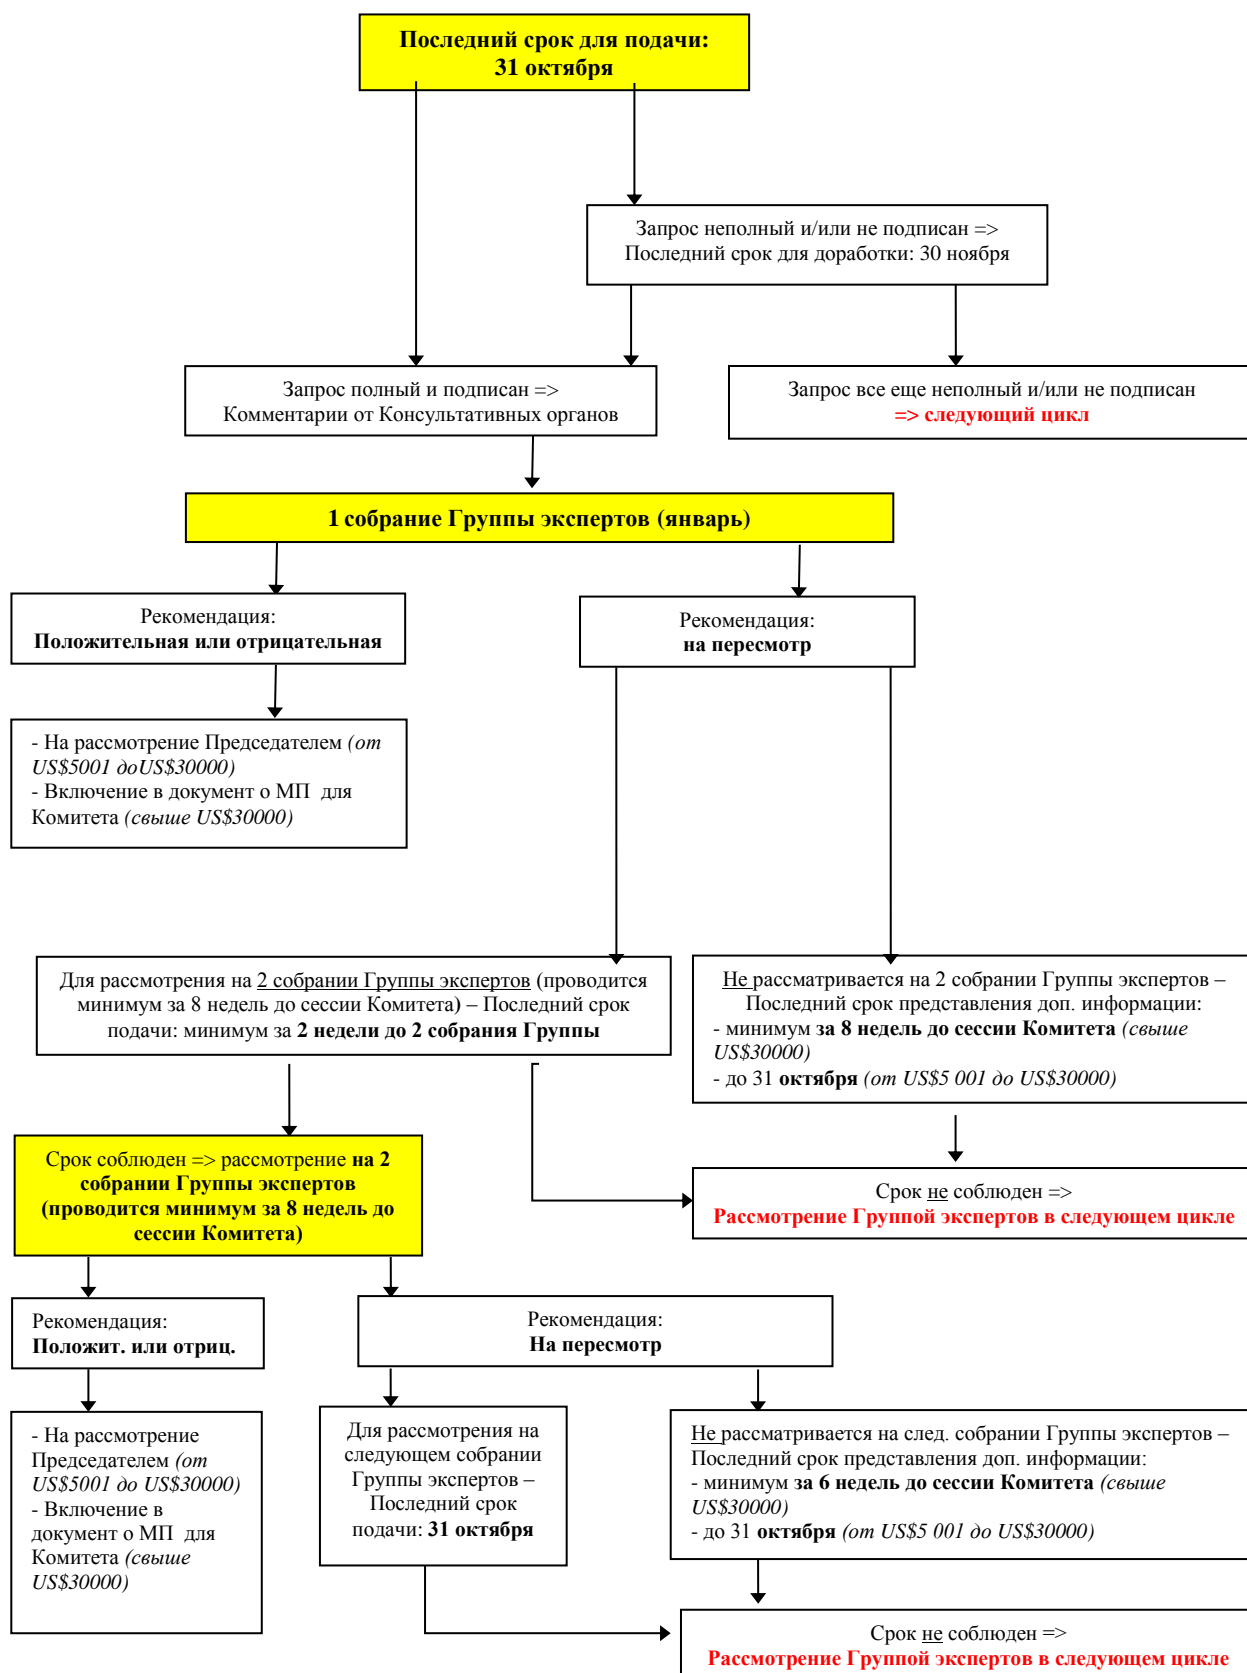 Последний срок для подачи:
31 октября
Запрос неполный и/или не подписан =>
Последний срок для доработки: 30 ноября
Запрос полный и подписан =>
Комментарии от Консультативных органов
Запрос все еще неполный и/или не подписан
=> следующий цикл
1 собрание Группы экспертов (январь)
Рекомендация:
Положительная или отрицательная
Рекомендация:
на пересмотр
- На рассмотрение Председателем (от
US$5001 доUS$30000)
- Включение в документ о МП для
Комитета (свыше US$30000)
Для рассмотрения на 2 собрании Группы экспертов (проводится
минимум за 8 недель до сессии Комитета) – Последний срок
подачи: минимум за 2 недели до 2 собрания Группы
Не рассматривается на 2 собрании Группы экспертов –
Последний срок представления доп. информации:
- минимум за 8 недель до сессии Комитета (свыше
US$30000)
- до 31 октября (от US$5 001 до US$30000)
Срок соблюден => рассмотрение на 2
собрании Группы экспертов
(проводится минимум за 8 недель до
сессии Комитета)
Срок не соблюден =>
Рассмотрение Группой экспертов в следующем цикле
Рекомендация:
Положит. или отриц.
Рекомендация:
На пересмотр
- На рассмотрение
Председателем (от
US$5001 до US$30000)
- Включение в
документ о МП для
Комитета (свыше
US$30000)
Для рассмотрения на
следующем собрании
Группы экспертов –
Последний срок
подачи: 31 октября
Не рассматривается на след. собрании Группы экспертов –
Последний срок представления доп. информации:
- минимум за 6 недель до сессии Комитета (свыше
US$30000)
- до 31 октября (от US$5 001 до US$30000)
Срок не соблюден =>
Рассмотрение Группой экспертов в следующем цикле